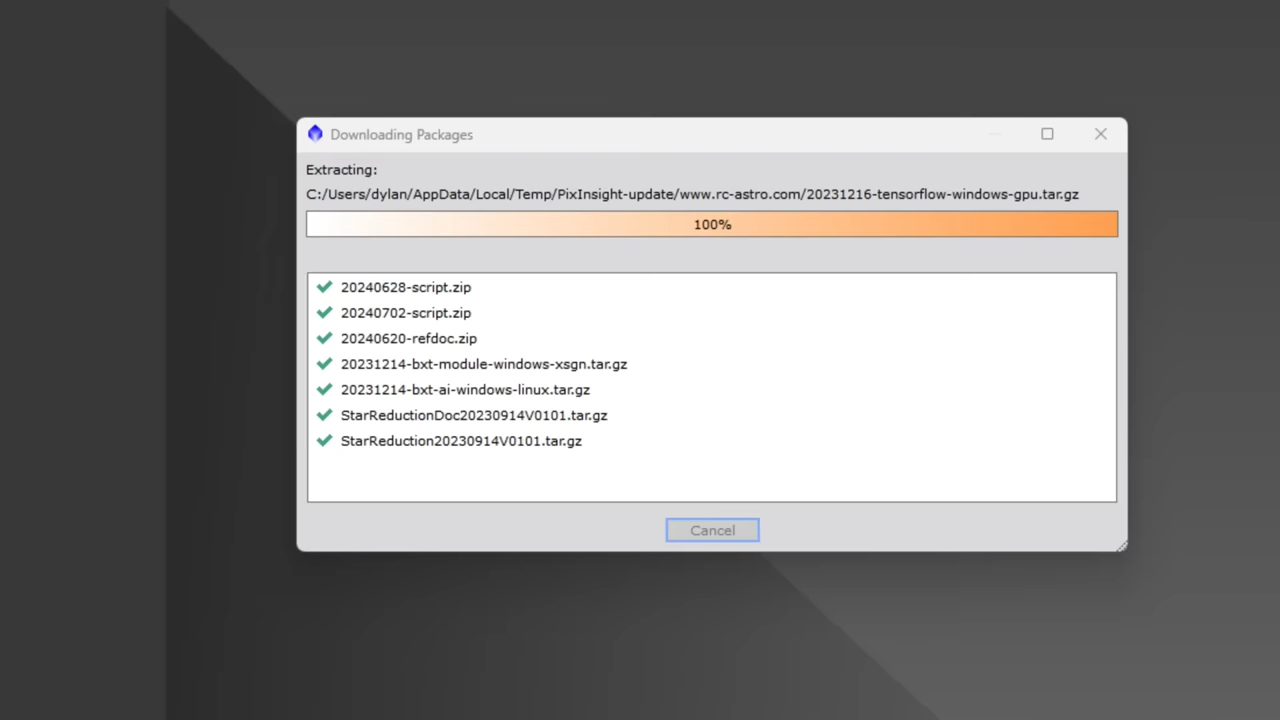 Downloading Packages
Extracting:
C:/Users/dylan/AppData/Local/Temp/PixInsight-update/www.rc-astro.com/20231216-tensorflow-windows-gpu.tar.gz
100%
20240628-script.zip
20240702-script.zip
20240620-refdoc.zip
20231214-bxt-module-windows-xsgn.tar.gz
20231214-bxt-ai-windows-linux.tar.gz
StarReductionDoc20230914V0101.tar.gz
StarReduction20230914V0101.tar.gz
Cancel